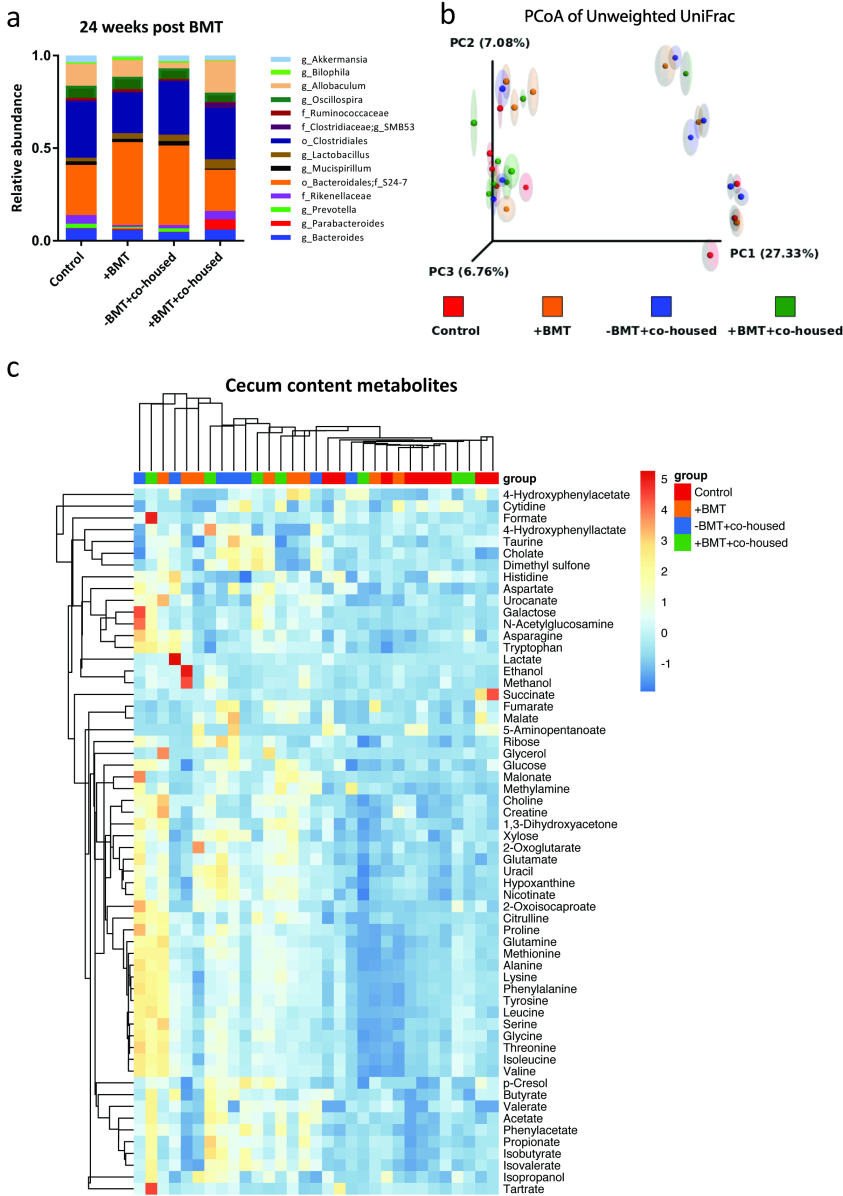 a
24 weeks post BMT
Relative abundance
1.0
0.5
0.0
Control
+BMT
-BMT+co-housed
+BMT+co-housed
g_Akkermansia
g_Bilophila
g_Allobaculum
g_Oscillospira
f_Ruminococcaceae
f_Clostridiaceae;g_SMB53
o_Clostridiales
g_Lactobacillus
g_Mucispirillum
o_Bacteroidales;f_S24-7
f_Rikenellaceae
g_Prevotella
g_Parabacteroides
g_Bacteroides
b
PCoA of Unweighted UniFrac
PC2 (7.08%)
PC1 (27.33%)
PC3 (6.76%)
Control
+BMT
-BMT+co-housed
+BMT+co-housed
c
Cecum content metabolites
group
4-Hydroxyphenylacetate
Cytidine
Formate
4-Hydroxyphenyllactate
Taurine
Cholate
Dimethyl sulfone
Histidine
Aspartate
Urocanate
Galactose
N-Acetylglucosamine
Asparagine
Tryptophan
Lactate
Ethanol
Methanol
Succinate
Fumarate
Malate
5-Aminopentanoate
Ribose
Glycerol
Glucose
Malonate
Methylamine
Choline
Creatine
1,3-Dihydroxyacetone
Xylose
2-Oxoglutarate
Glutamate
Uracil
Hypoxanthine
Nicotinate
2-Oxoisocaproate
Citrulline
Proline
Glutamine
Methionine
Alanine
Lysine
Phenylalanine
Tyrosine
Leucine
Serine
Glycine
Threonine
Isoleucine
Valine
p-Cresol
Butyrate
Valerate
Acetate
Phenylacetate
Propionate
Isobutyrate
Isovalerate
Isopropanol
Tartrate
5
4
3
2
1
0
-1
group
Control
+BMT
-BMT+co-housed
+BMT+co-housed